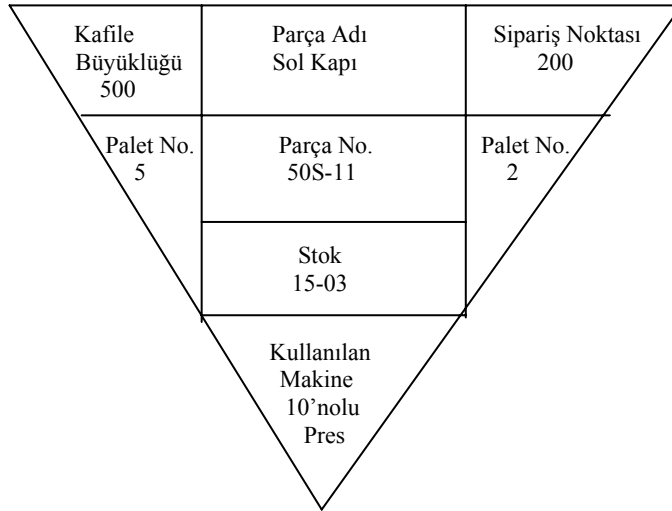 Kafile
Büyüklüğü
500
Parça Adı
Sol Kapı
Sipariş Noktası
200
Palet No.
5
Parça No.
50S-11
Palet No.
2
Stok
15-03
Kullanılan
Makine
10’nolu
Pres